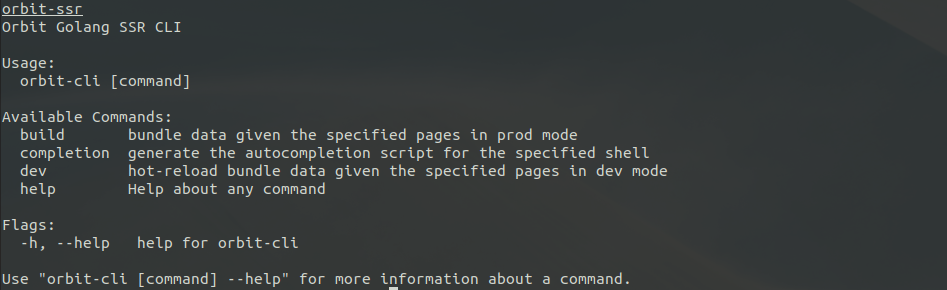 orbit-ssr
Orbit Golang SSR CLI
Usage:
orbit-cli [command]
Available Commands:
build bundle data given the specified pages in prod mode
completion generate the autocompletion script for the specified shell
dev hot-reload bundle data given the specified pages in dev mode
help Help about any command
Flags:
-h, --help help for orbit-cli
Use "orbit-cli [command] --help" for more information about a command.